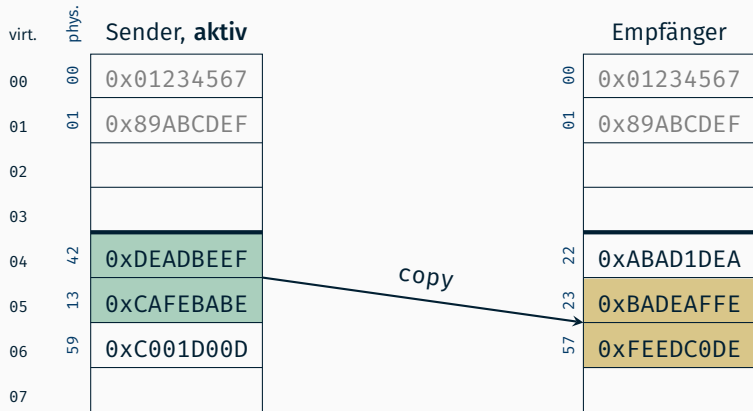 virt. phys. Sender, aktiv Empfänger
00 00 0x01234567 00 0x01234567
01 01 0x89ABCDEF 01 0x89ABCDEF
02
03
04 42 0xDEADBEEF copy 22 0xABAD1DEA
05 13 0xCAFEBABE 23 0xBADEAFFE
06 59 0xC001D00D 57 0xFEEDC0DE
07